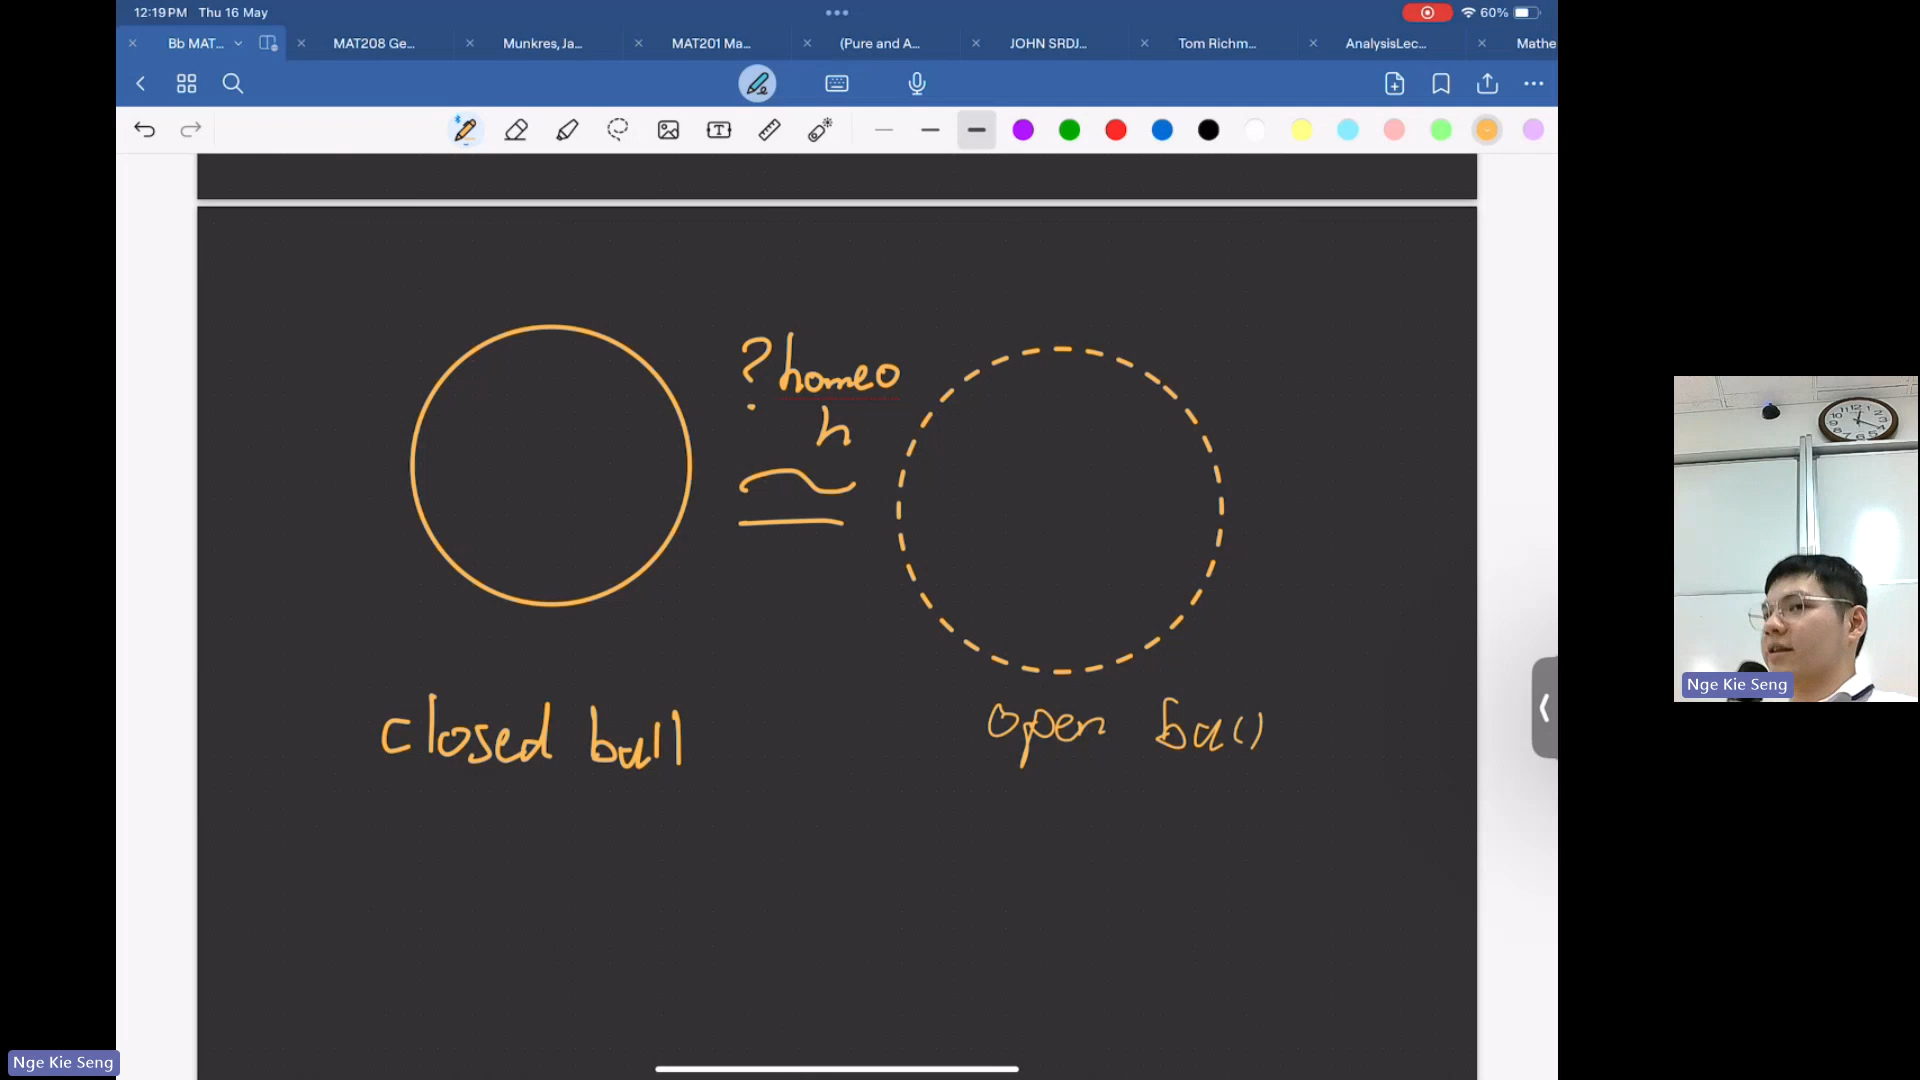 12:19 PM Thu 16 May
60%
Bb MAT...
MAT208 Ge...
Munkres, Ja...
MAT201 Ma...
(Pure and A...
JOHN SRDJ...
Tom Richm...
AnalysisLec...
Mathe
? homeo
h
≅
closed ball
open ball
Nge Kie Seng
Nge Kie Seng